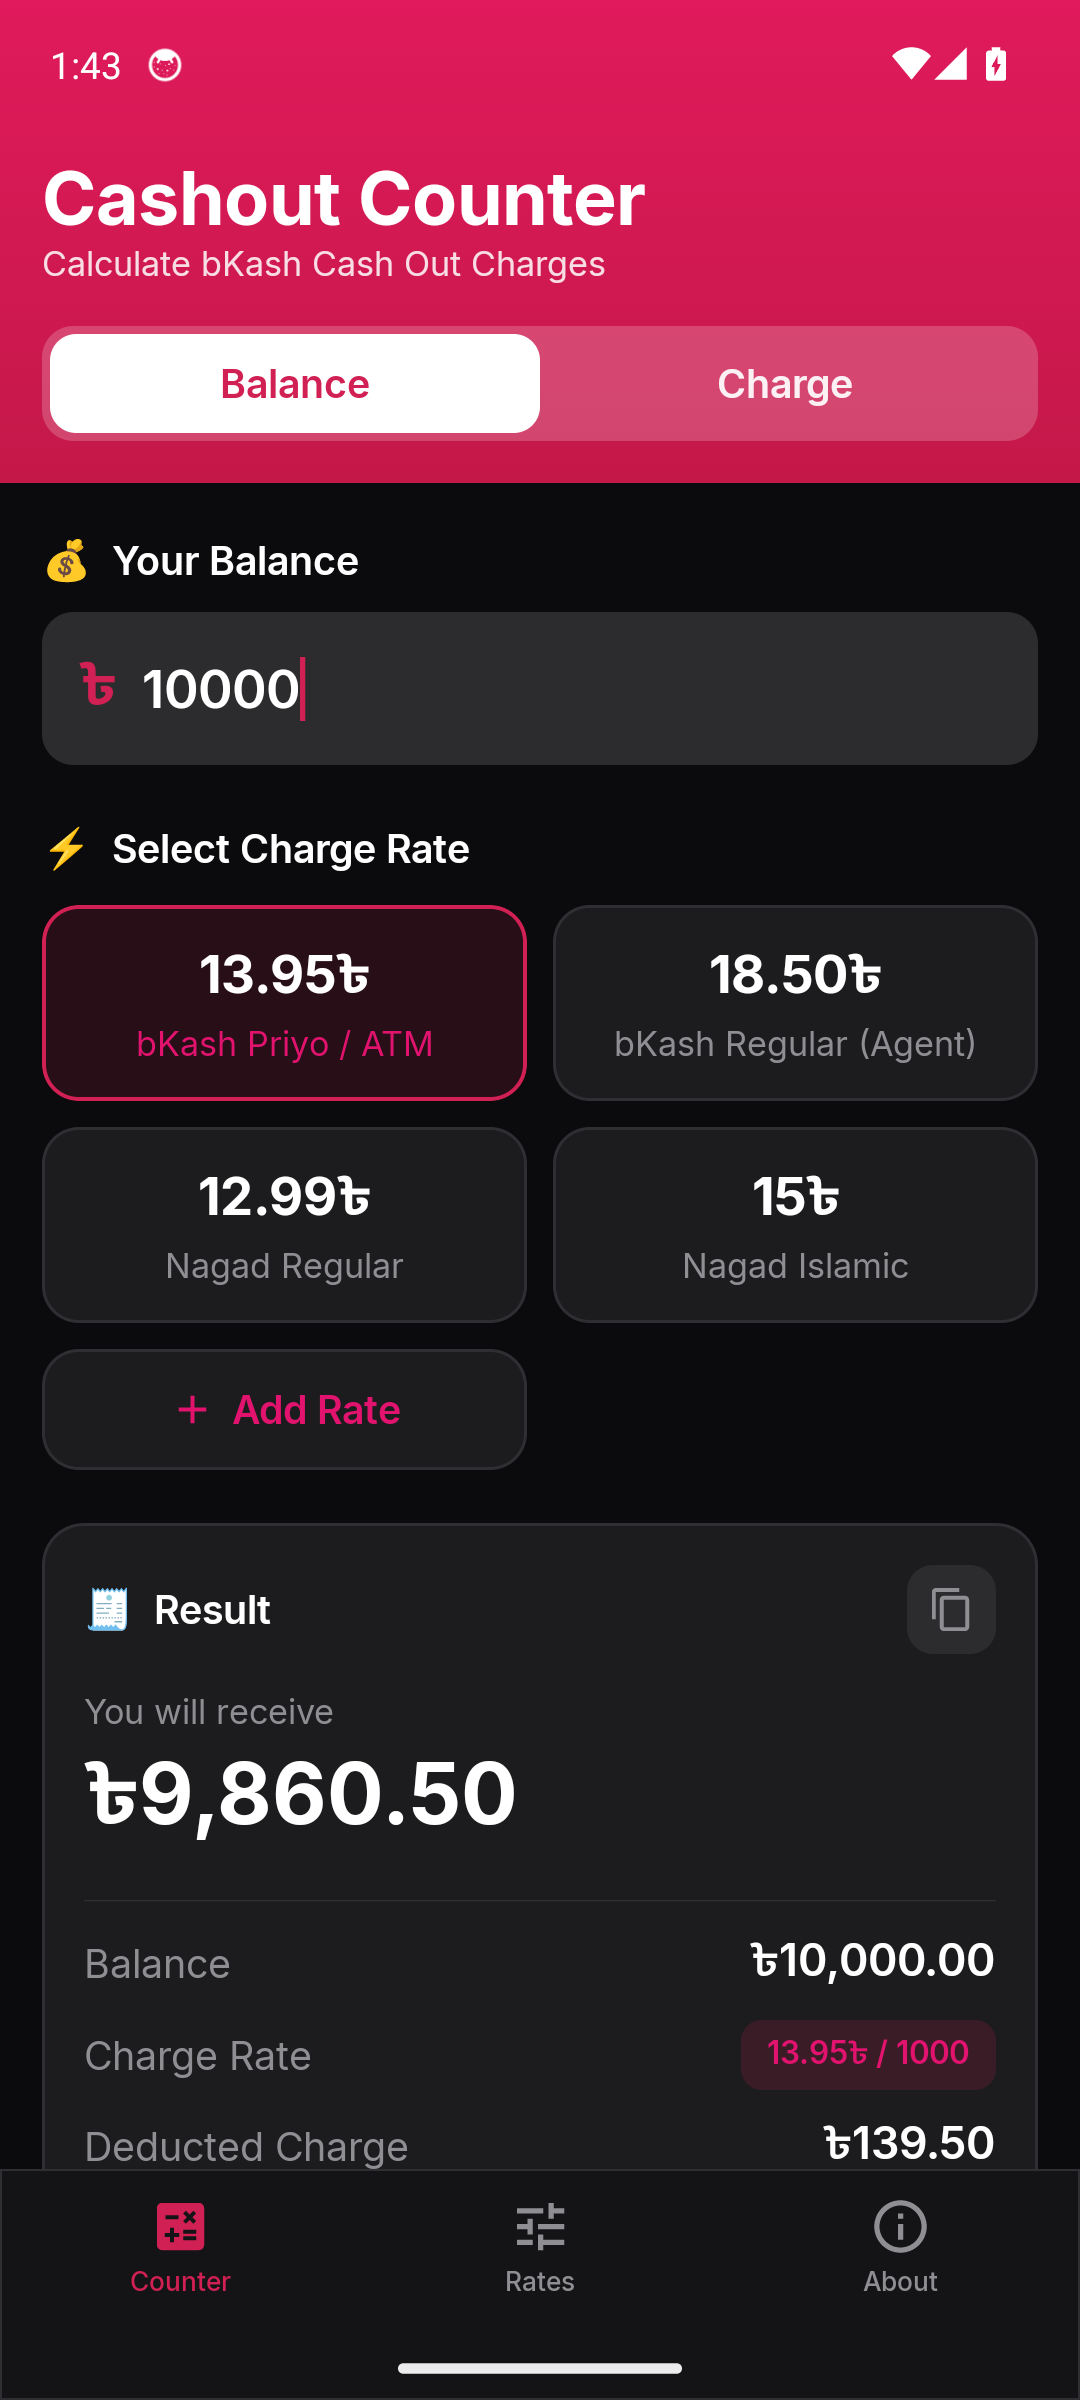 1:43
Cashout Counter
Calculate bKash Cash Out Charges
Balance
Charge
💰 Your Balance
৳ 10000
⚡ Select Charge Rate
13.95৳
bKash Priyo / ATM
18.50৳
bKash Regular (Agent)
12.99৳
Nagad Regular
15৳
Nagad Islamic
+ Add Rate
🧾 Result
You will receive
৳9,860.50
Balance ৳10,000.00
Charge Rate 13.95৳ / 1000
Deducted Charge ৳139.50
Counter
Rates
About